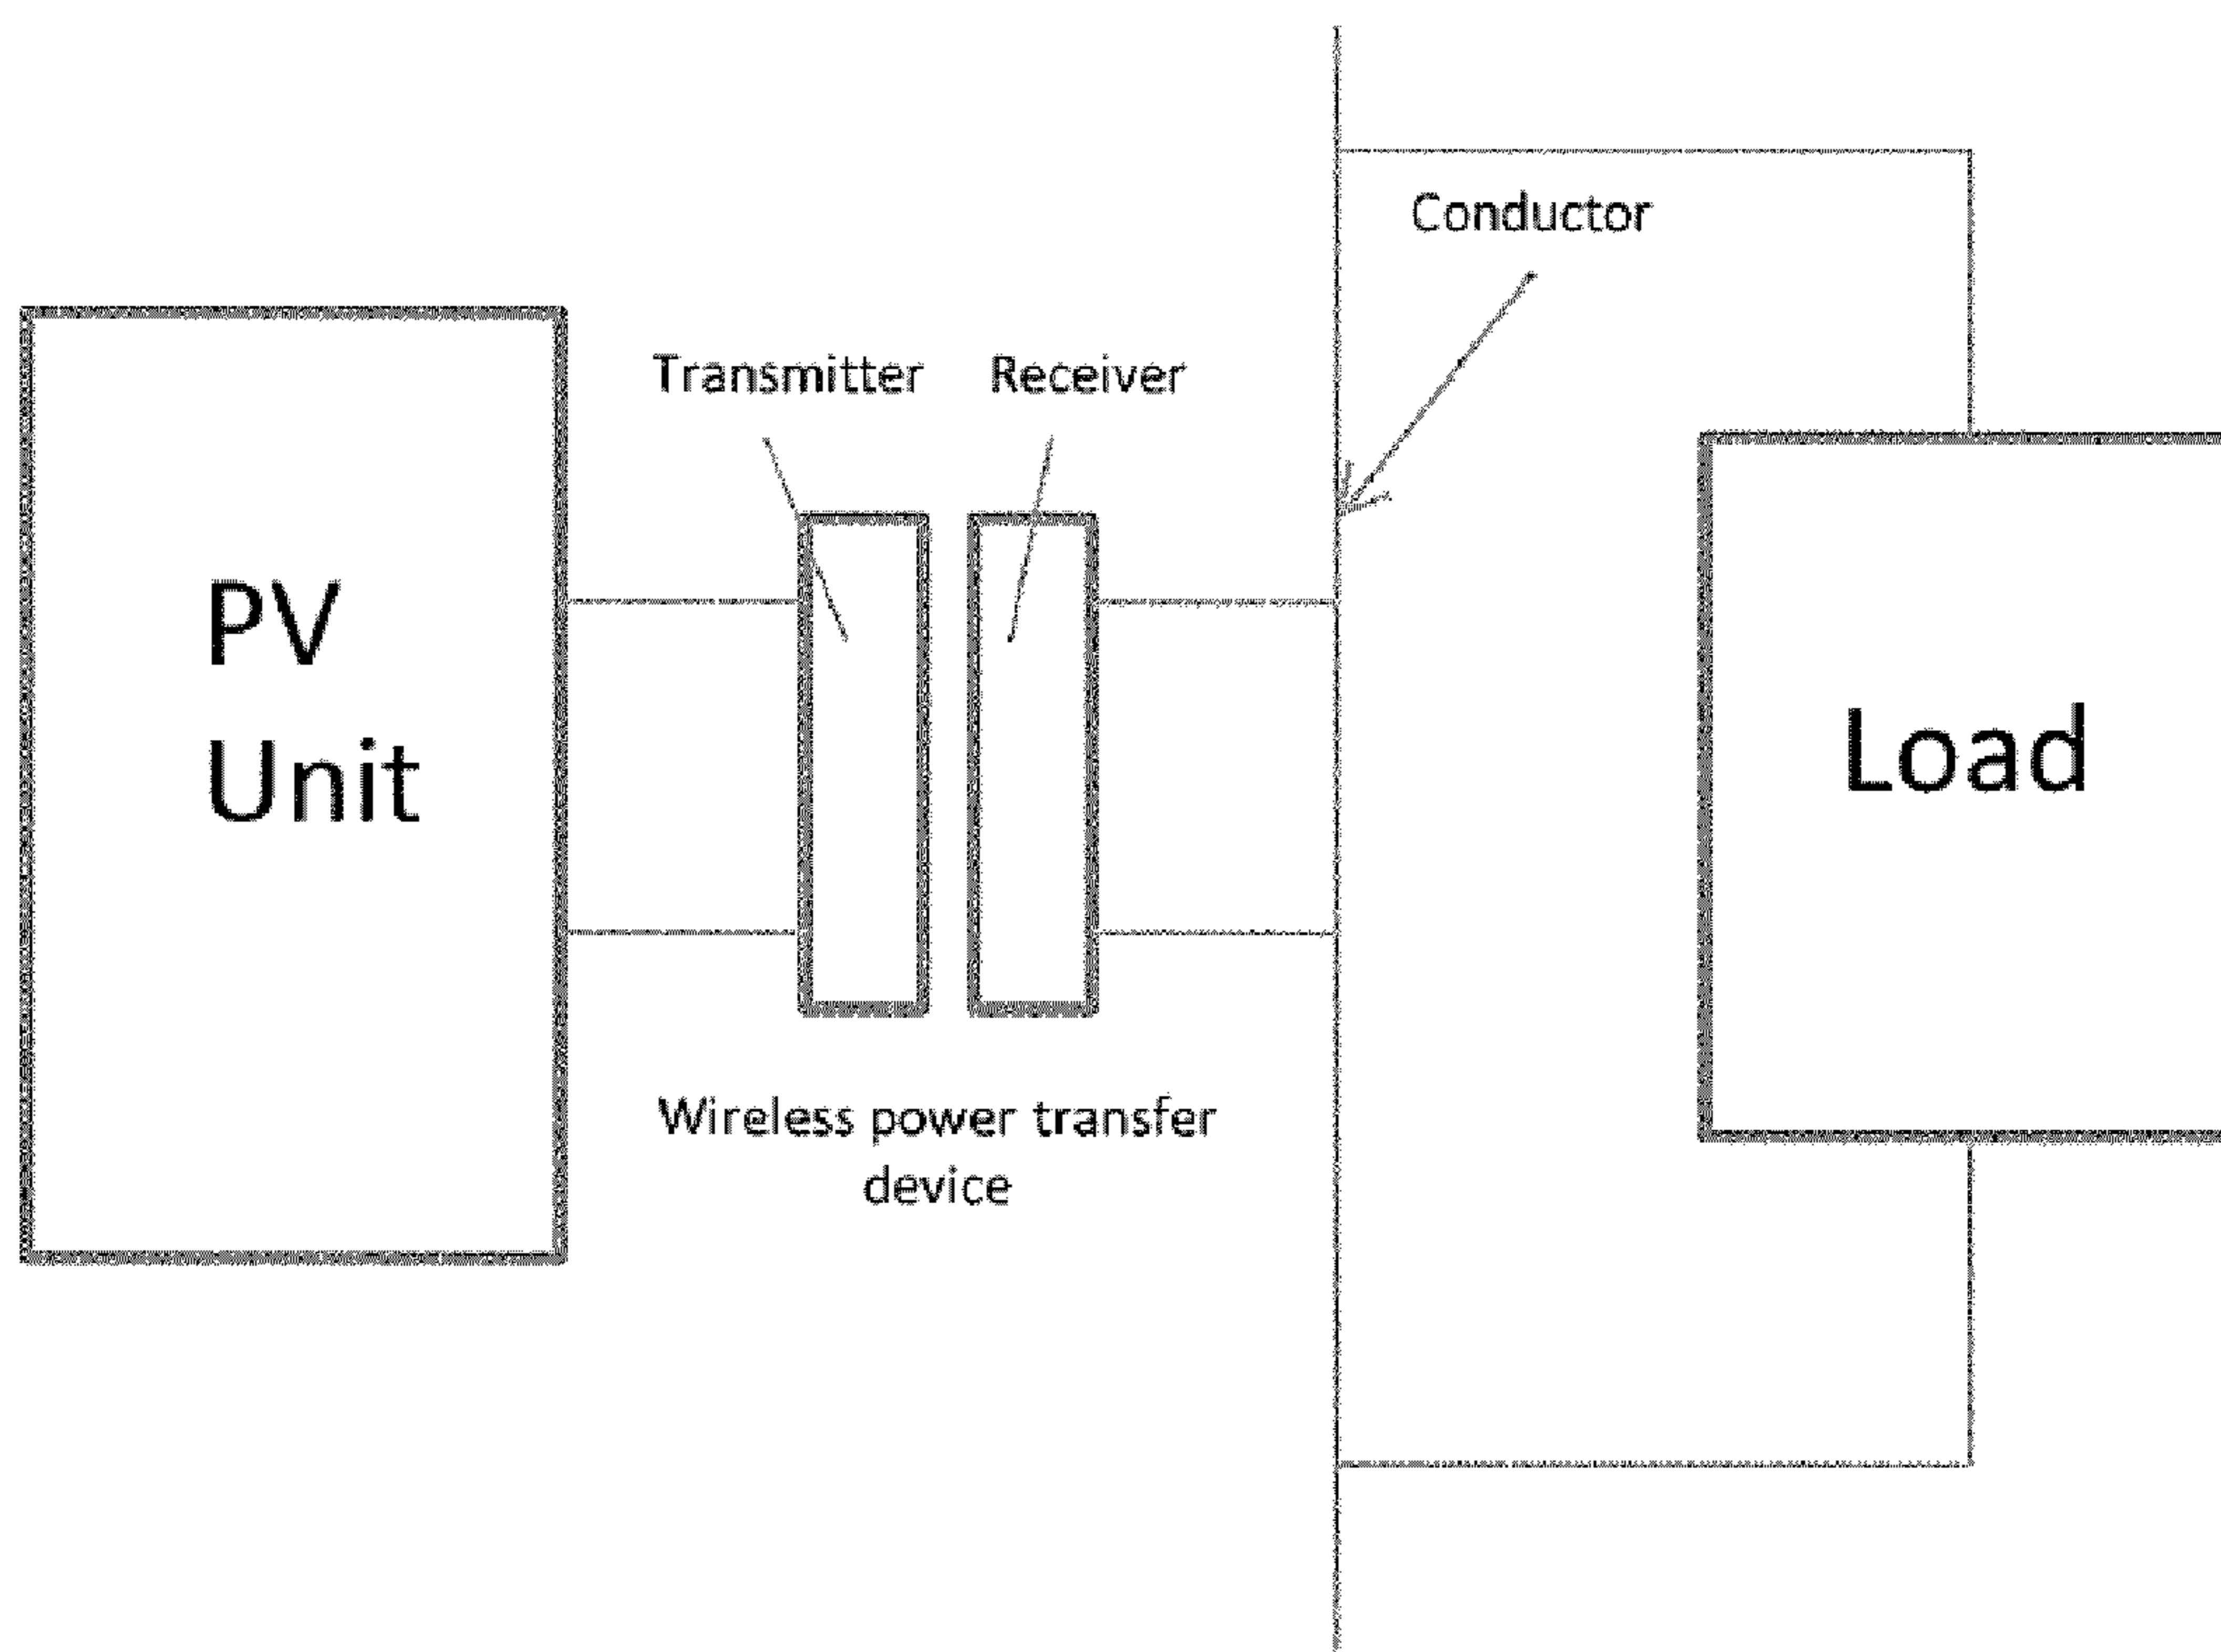 Conductor
Transmitter
Receiver
PV
Unit
Load
Wireless power transfer
device